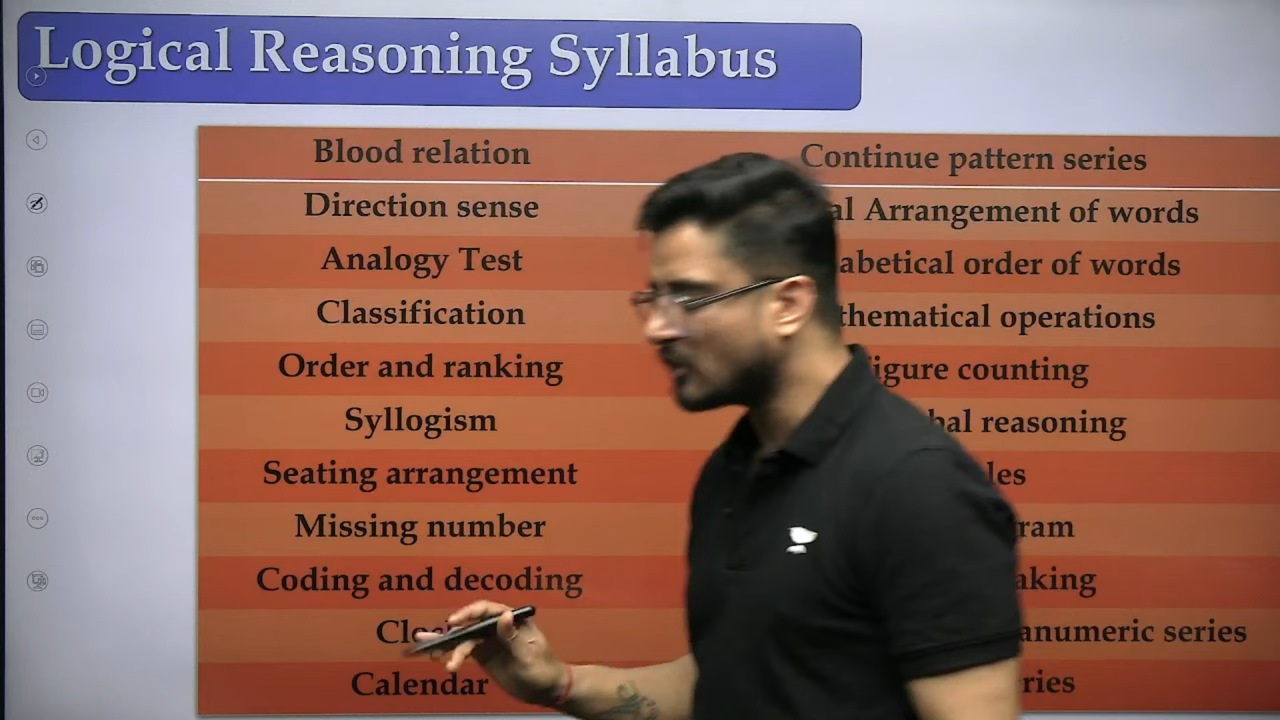 Logical Reasoning Syllabus
Blood relation Continue pattern series
Direction sense Arrangement of words
Analogy Test order of words
Classification operations
Order and ranking counting
Syllogism reasoning
Seating arrangement
Missing number
Coding and decoding
series
Calendar